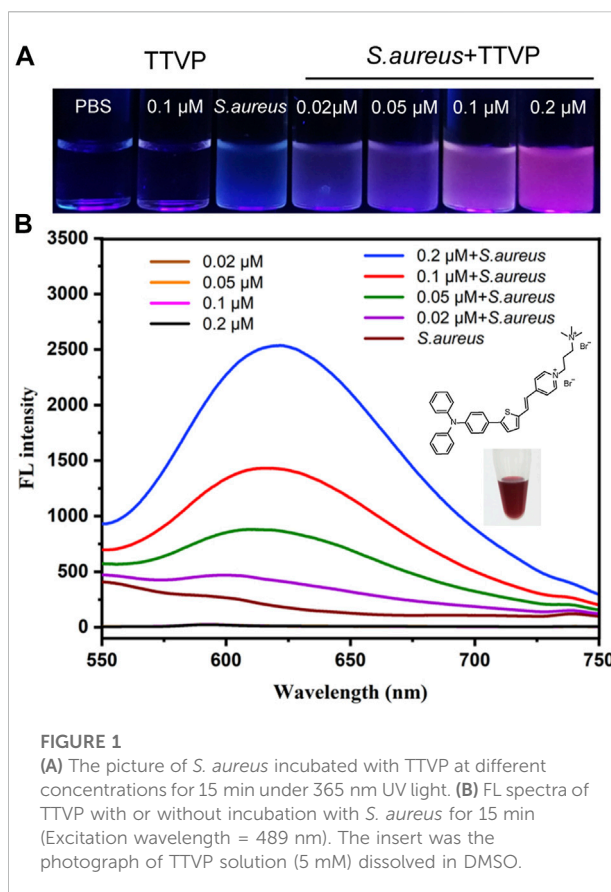 A
TTVP
S.aureus+TTVP
PBS
0.1 μM
S.aureus
0.02μM
0.05 μM
0.1 μM
0.2 μM
B
3500
3000
2500
2000
1500
1000
500
0
FL intensity
0.02 μM
0.05 μM
0.1 μM
0.2 μM
0.2 μM+S.aureus
0.1 μM+S.aureus
0.05 μM+S.aureus
0.02 μM+S.aureus
S.aureus
N+
Br−
N+
Br−
S
N
550
600
650
700
750
Wavelength (nm)
FIGURE 1
(A) The picture of S. aureus incubated with TTVP at different
concentrations for 15 min under 365 nm UV light. (B) FL spectra of
TTVP with or without incubation with S. aureus for 15 min
(Excitation wavelength = 489 nm). The insert was the
photograph of TTVP solution (5 mM) dissolved in DMSO.